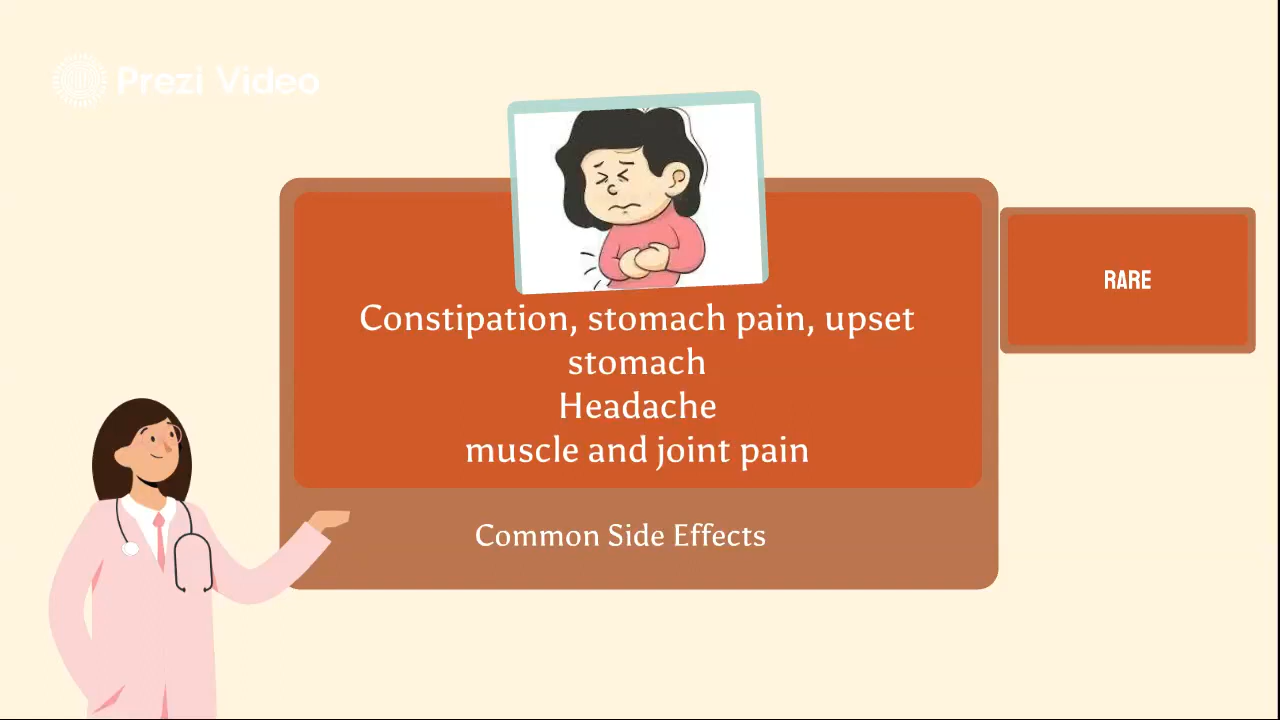 Prezi Video
Constipation, stomach pain, upset
stomach
Headache
muscle and joint pain
Common Side Effects
RARE